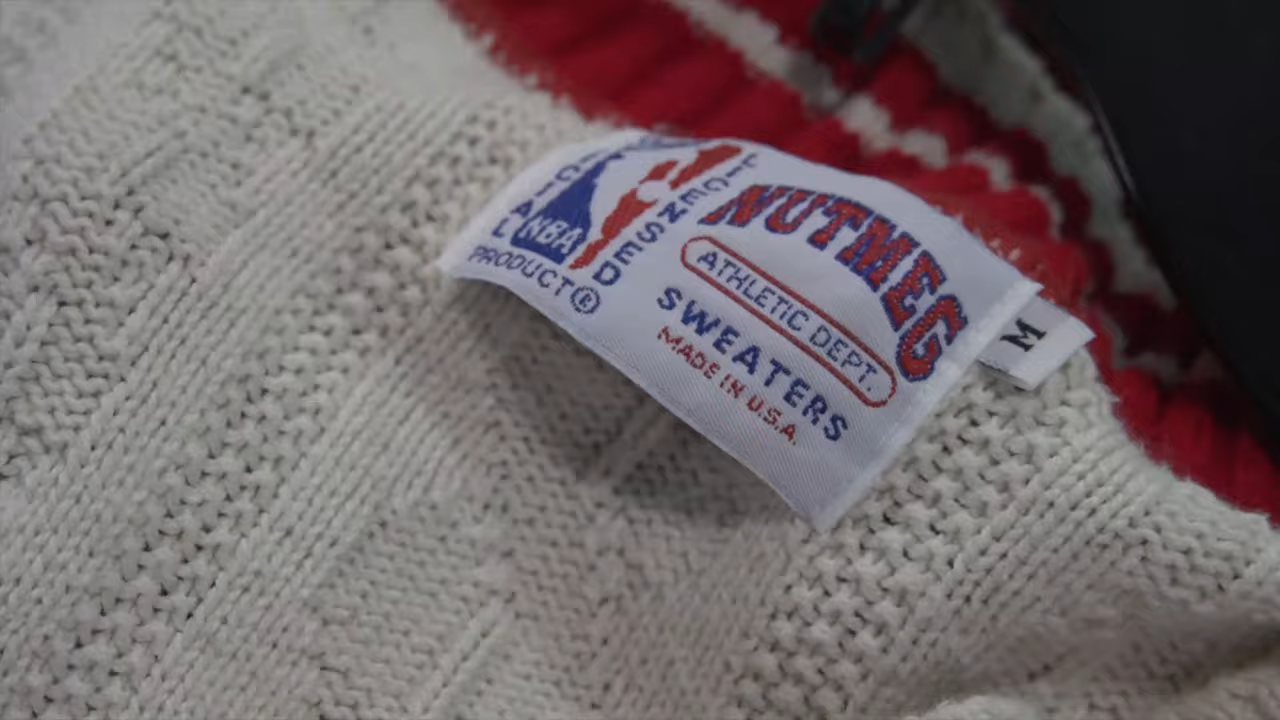 OFFICIAL
LICENSED
NBA
PRODUCT®
NUTMEG
ATHLETIC DEPT.
SWEATERS
MADE IN U.S.A.
M